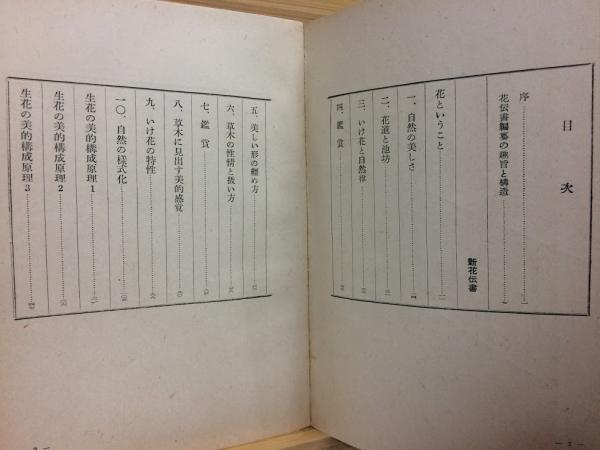 目次
序
花伝書編纂の趣旨と構造
新花伝書
花ということ
一、自然の美しさ
二、花道と池坊
三、いけ花と自然律
四、鑑賞
五、美しい形の纒め方
六、草木の性情と扱い方
七、鑑賞
八、草木に見出す美的感覚
九、いけ花の特性
一〇、自然の様式化
生花の美的構成原理1
生花の美的構成原理2
生花の美的構成原理3